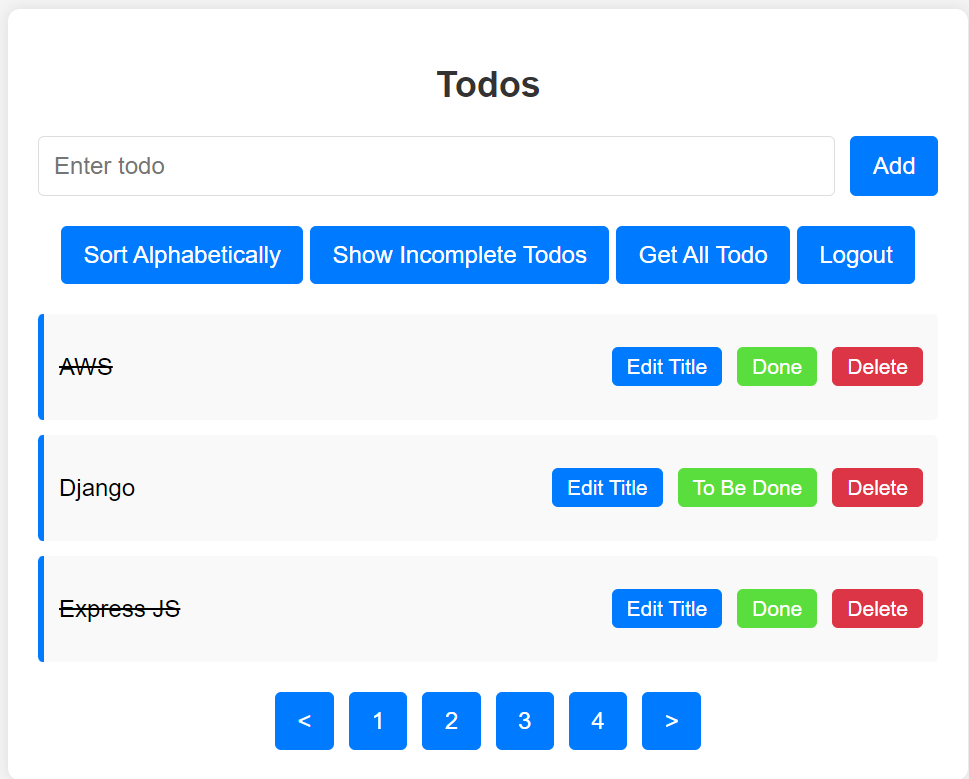 Todos
Enter todo Add
Sort Alphabetically Show Incomplete Todos Get All Todo Logout
AWS Edit Title Done Delete
Django Edit Title To Be Done Delete
Express JS Edit Title Done Delete
< 1 2 3 4 >